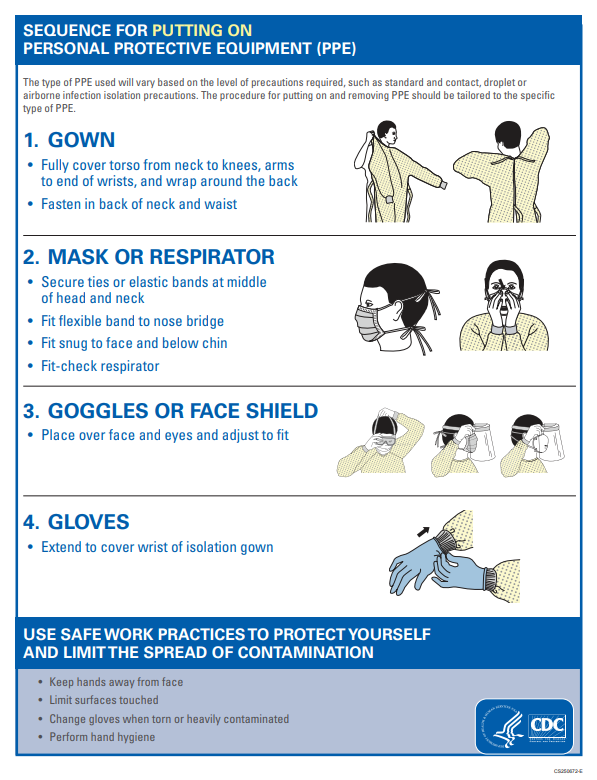 SEQUENCE FOR PUTTING ON
PERSONAL PROTECTIVE EQUIPMENT (PPE)
The type of PPE used will vary based on the level of precautions required, such as standard and contact, droplet or
airborne infection isolation precautions. The procedure for putting on and removing PPE should be tailored to the specific
type of PPE.
1. GOWN
• Fully cover torso from neck to knees, arms
to end of wrists, and wrap around the back
• Fasten in back of neck and waist
2. MASK OR RESPIRATOR
• Secure ties or elastic bands at middle
of head and neck
• Fit flexible band to nose bridge
• Fit snug to face and below chin
• Fit-check respirator
3. GOGGLES OR FACE SHIELD
• Place over face and eyes and adjust to fit
4. GLOVES
• Extend to cover wrist of isolation gown
USE SAFE WORK PRACTICES TO PROTECT YOURSELF
AND LIMIT THE SPREAD OF CONTAMINATION
• Keep hands away from face
• Limit surfaces touched
• Change gloves when torn or heavily contaminated
• Perform hand hygiene
CDC
CS250672-E